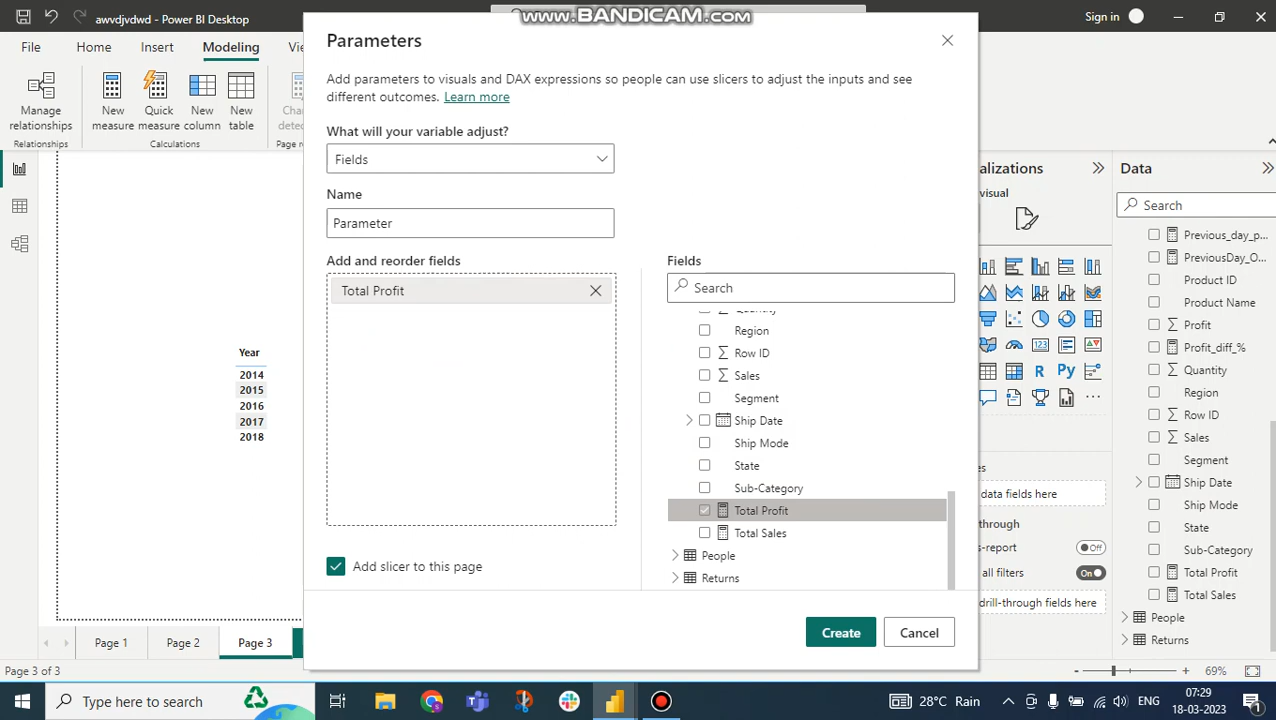 www.BANDICAM.com
awvdjvdwd - Power BI Desktop
Sign in
File
Home
Insert
Modeling
Manage
relationships
New
measure
Quick
measure
New
column
New
table
Relationships
Calculations
Parameters
Add parameters to visuals and DAX expressions so people can use slicers to adjust the inputs and see
different outcomes. Learn more
What will your variable adjust?
Fields
Name
Parameter
Add and reorder fields
Total Profit
Add slicer to this page
Fields
Search
Quantity
Region
Row ID
Sales
Segment
Ship Date
Ship Mode
State
Sub-Category
Total Profit
Total Sales
People
Returns
Create
Cancel
Year
2014
2015
2016
2017
2018
alizations
visual
R
Py
data fields here
through
s-report
Off
all filters
On
drill-through fields here
Data
Search
Previous_day_p...
PreviousDay_O...
Product ID
Product Name
Profit
Profit_diff_%
Quantity
Region
Row ID
Sales
Segment
Ship Date
Ship Mode
State
Sub-Category
Total Profit
Total Sales
People
Returns
Page 1
Page 2
Page 3
Page 3 of 3
69%
Type here to search
28°C Rain
ENG
07:29
18-03-2023
1